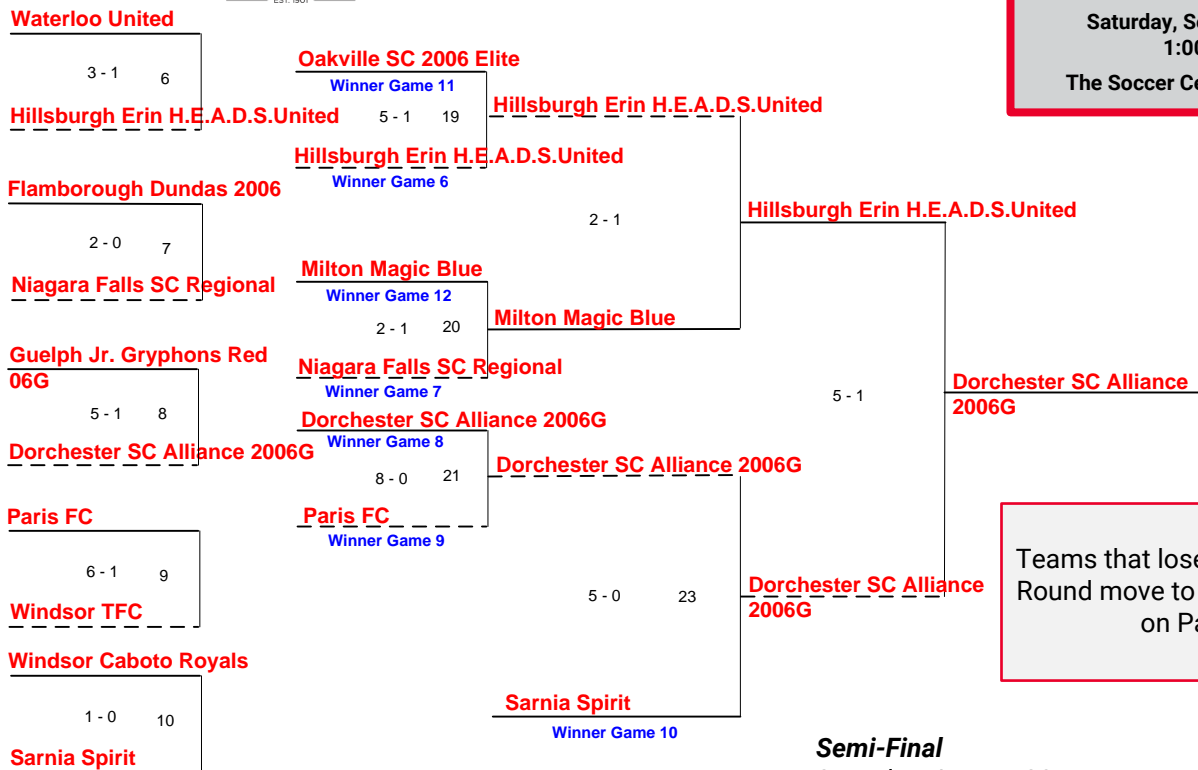 EST. 1901
Waterloo United
3 - 1 6
Hillsburgh Erin H.E.A.D.S.United
Flamborough Dundas 2006
2 - 0 7
Niagara Falls SC Regional
Guelph Jr. Gryphons Red
06G
5 - 1 8
Dorchester SC Alliance 2006G
Paris FC
6 - 1 9
Windsor TFC
Windsor Caboto Royals
1 - 0 10
Sarnia Spirit
Oakville SC 2006 Elite
Winner Game 11
5 - 1 19
Hillsburgh Erin H.E.A.D.S.United
Winner Game 6
Milton Magic Blue
Winner Game 12
2 - 1 20
Niagara Falls SC Regional
Winner Game 7
Dorchester SC Alliance 2006G
Winner Game 8
8 - 0 21
Paris FC
Winner Game 9
Hillsburgh Erin H.E.A.D.S.United
2 - 1
Milton Magic Blue
Dorchester SC Alliance 2006G
5 - 0 23
Sarnia Spirit
Winner Game 10
Hillsburgh Erin H.E.A.D.S.United
5 - 1
Dorchester SC Alliance
2006G
Dorchester SC Alliance
2006G
Saturday, Se
1:00
The Soccer Ce
Teams that lose
Round move to
on Pa
Semi-Final